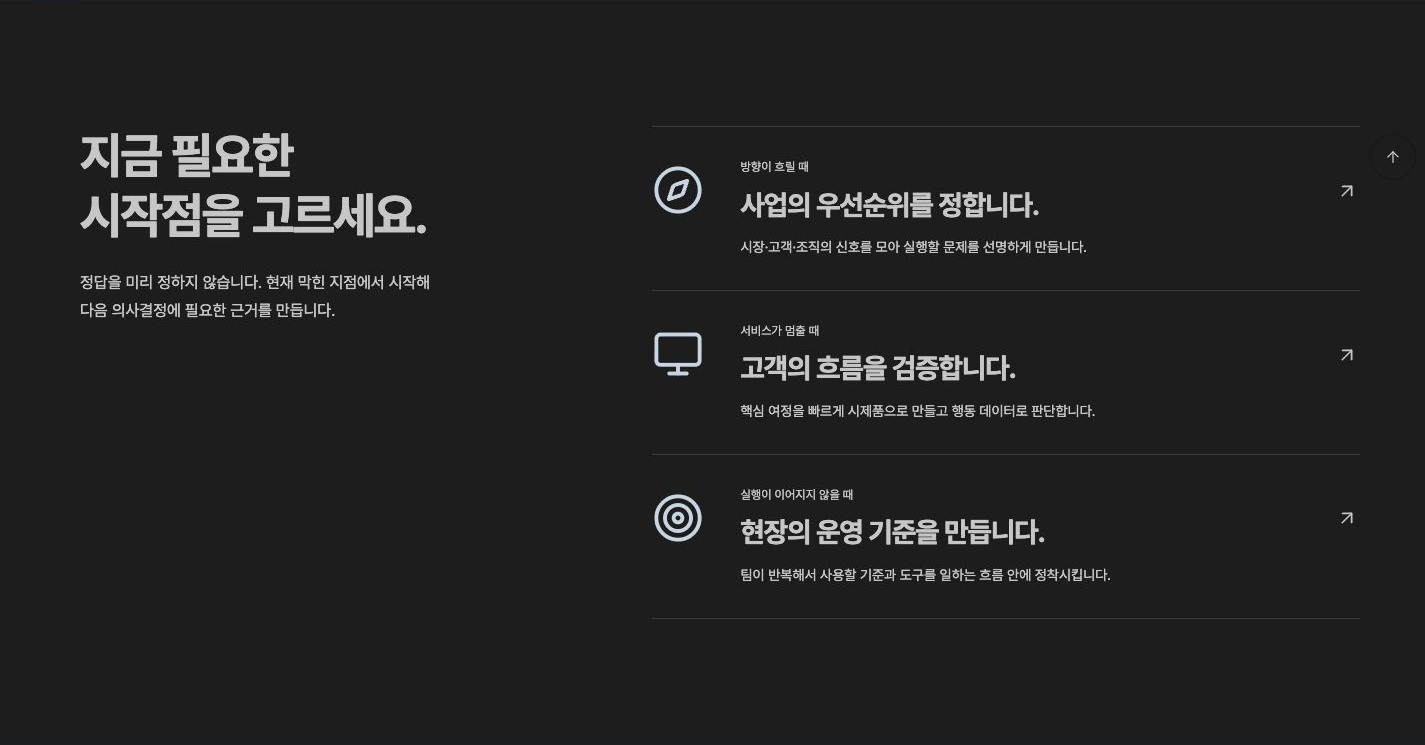 지금 필요한
시작점을 고르세요.
정답을 미리 정하지 않습니다. 현재 막힌 지점에서 시작해
다음 의사결정에 필요한 근거를 만듭니다.
방향이 흐릴 때
사업의 우선순위를 정합니다.
시장·고객·조직의 신호를 모아 실행할 문제를 선명하게 만듭니다.
서비스가 멈출 때
고객의 흐름을 검증합니다.
핵심 여정을 빠르게 시제품으로 만들고 행동 데이터로 판단합니다.
실행이 이어지지 않을 때
현장의 운영 기준을 만듭니다.
팀이 반복해서 사용할 기준과 도구를 일하는 흐름 안에 정착시킵니다.